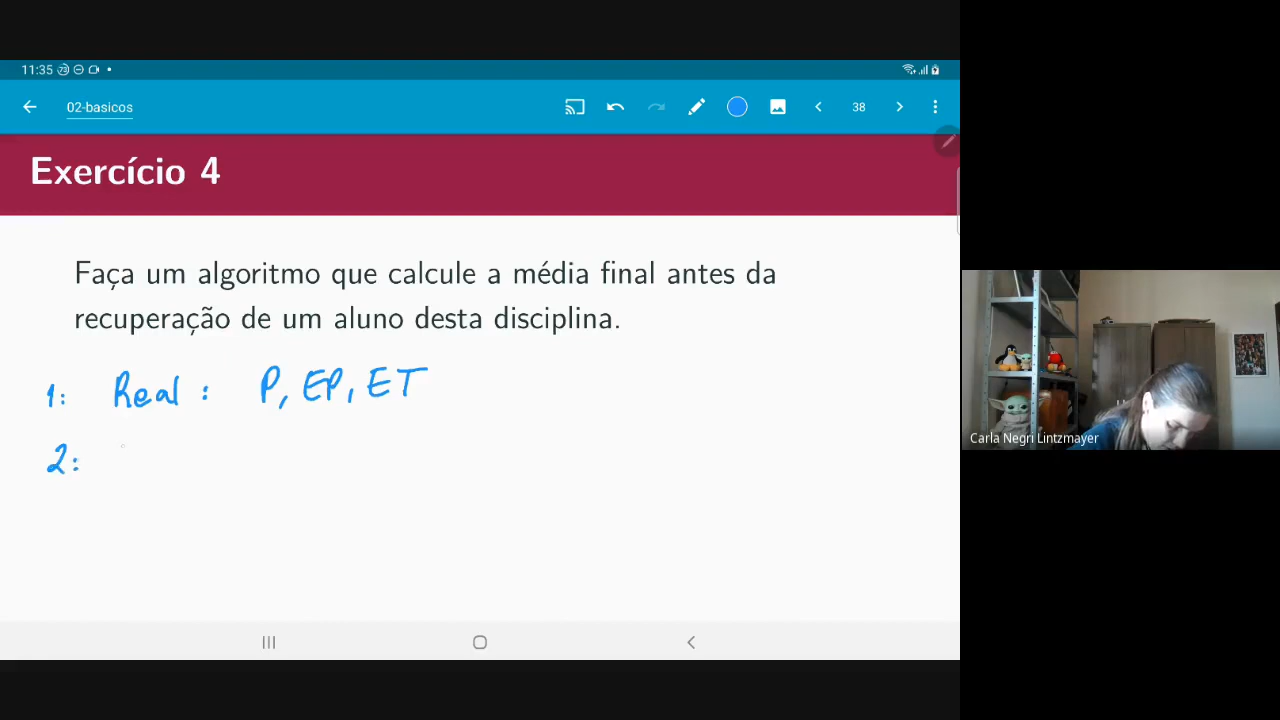 11:35
02-basicos
38
Exercício 4
Faça um algoritmo que calcule a média final antes da
recuperação de um aluno desta disciplina.
1: Real : P, EP, ET
2:
Carla Negri Lintzmayer